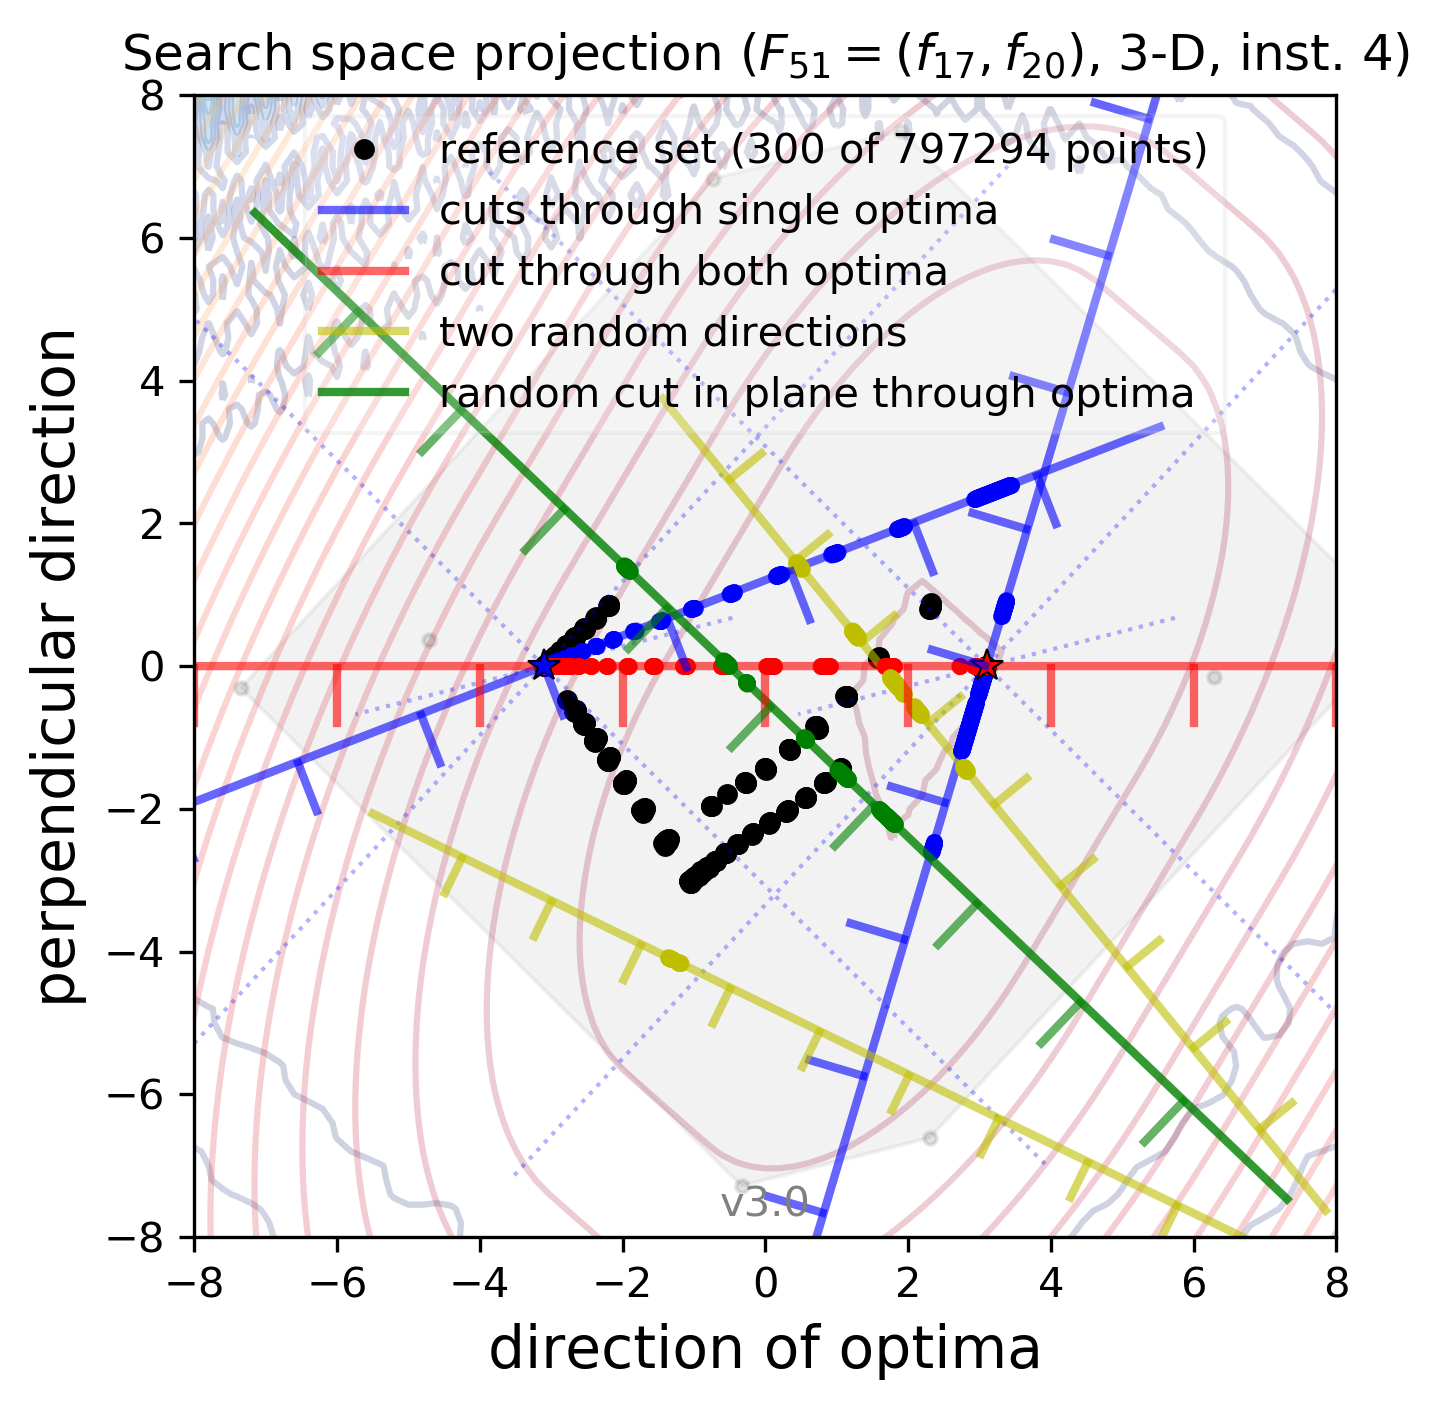 Search space projection (F₅₁ = (f₁₇, f₂₀), 3-D, inst. 4)
reference set (300 of 797294 points)
cuts through single optima
cut through both optima
two random directions
random cut in plane through optima
perpendicular direction
8
6
4
2
0
−2
−4
−6
−8
v3.0
−8 −6 −4 −2 0 2 4 6 8
direction of optima